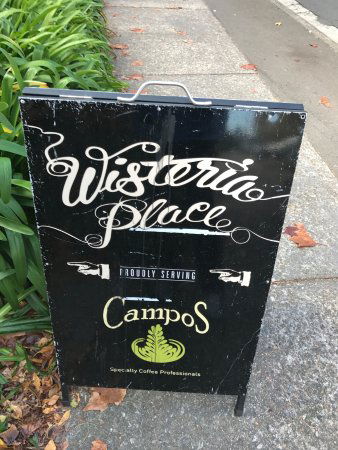 Wisteria
Place
PROUDLY SERVING
CampoS
Specialty Coffee Professionals